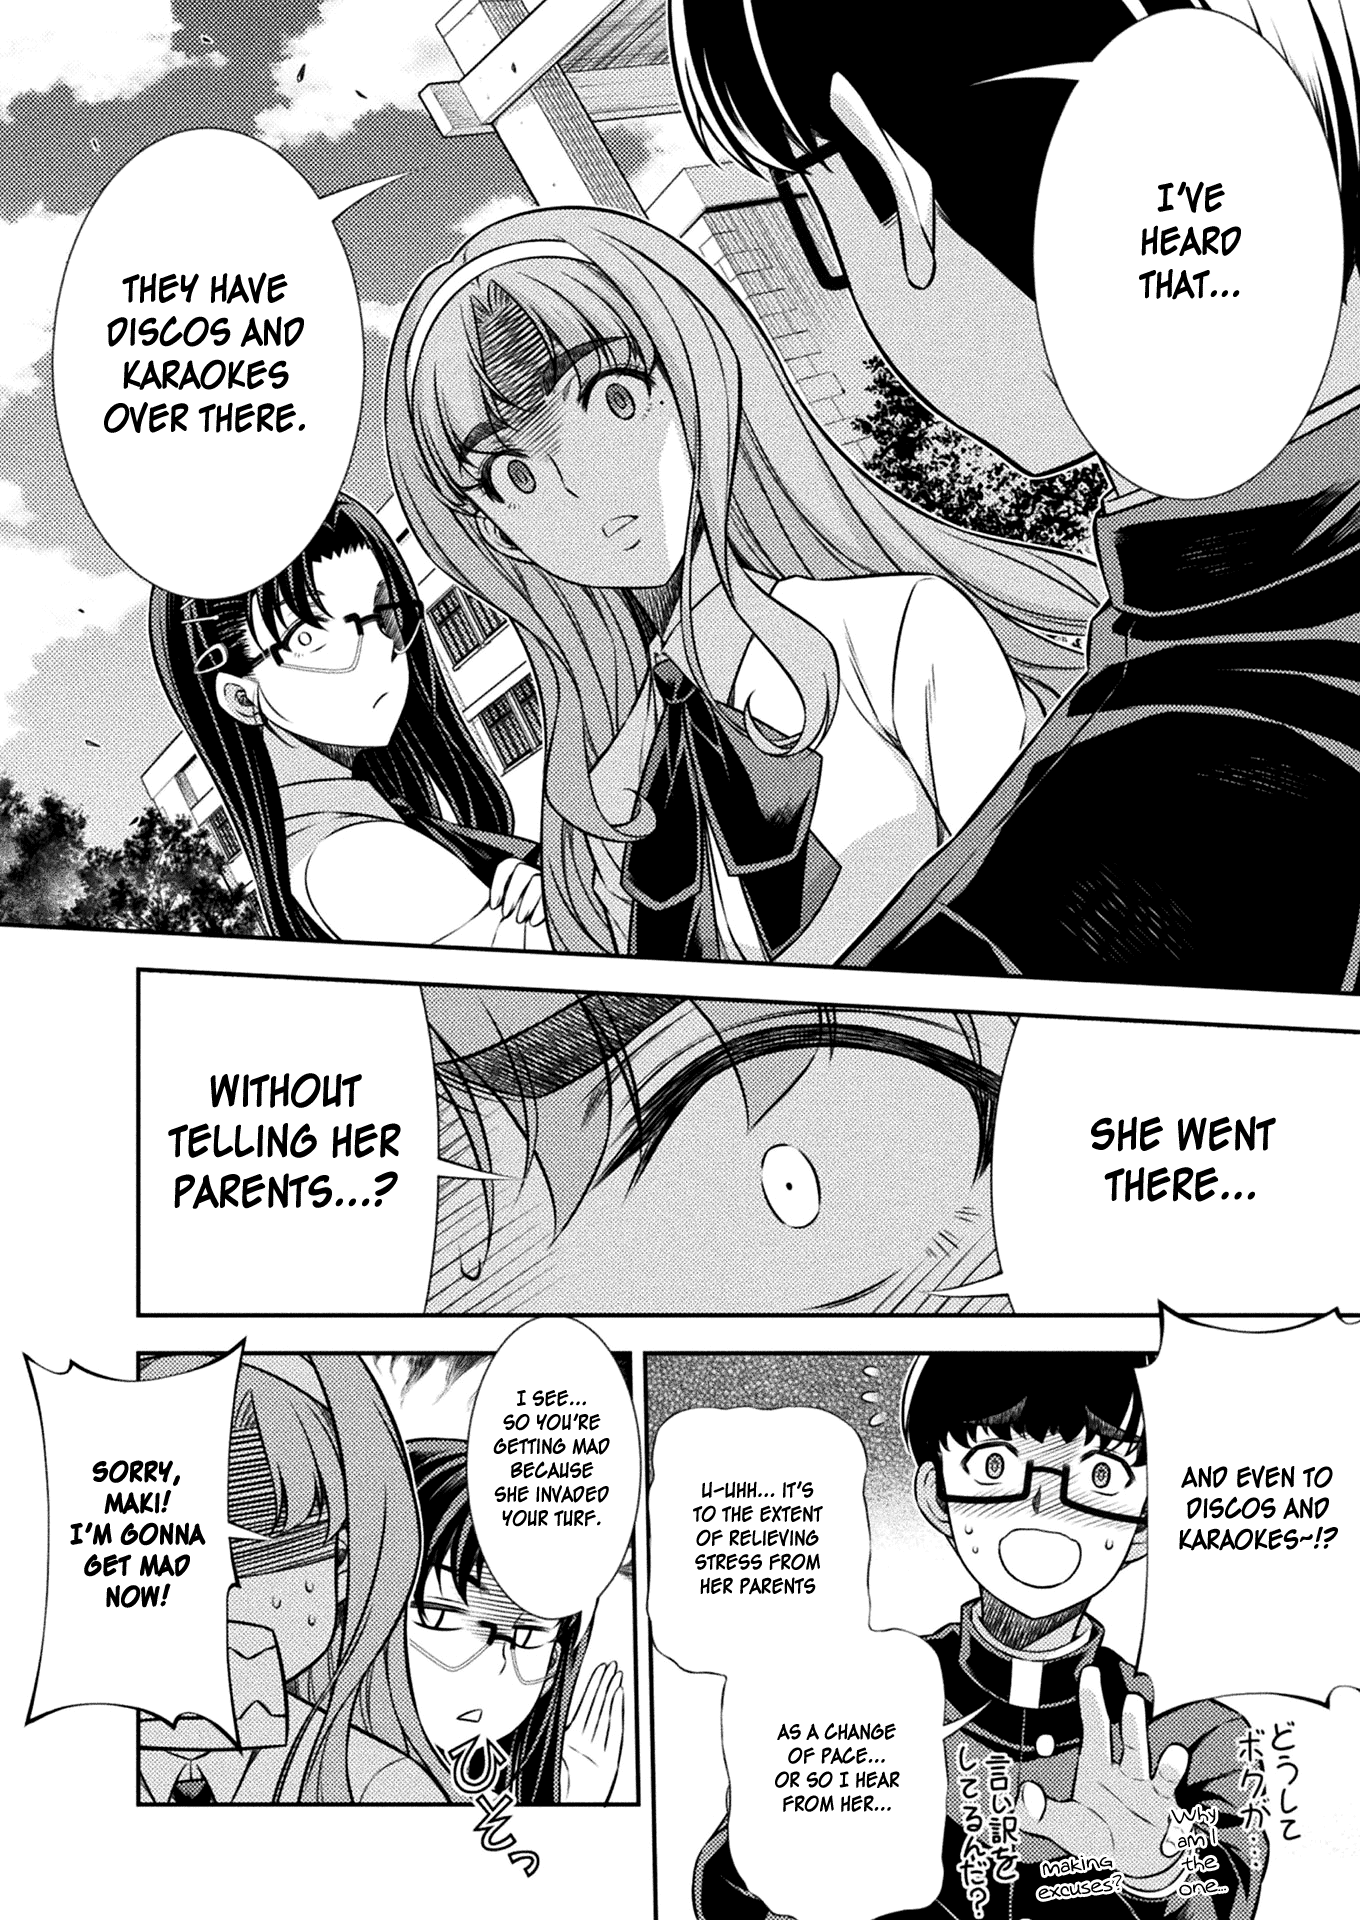 I'VE
HEARD
THAT...
THEY HAVE
DISCOS AND
KARAOKES
OVER THERE.
SHE WENT
THERE...
WITHOUT
TELLING HER
PARENTS...?
AND EVEN TO
DISCOS AND
KARAOKES~!?
U-UHH... IT'S
TO THE EXTENT
OF RELIEVING
STRESS FROM
HER PARENTS
AS A CHANGE
OF PACE...
OR SO I HEAR
FROM HER...
どうして
ボクが…
言い訳を
してるんだ?
Why
am I
the
one...
making
excuses?
I SEE...
SO YOU'RE
GETTING MAD
BECAUSE
SHE INVADED
YOUR TURF.
ひそっ
SORRY,
MAKI!
I'M GONNA
GET MAD
NOW!